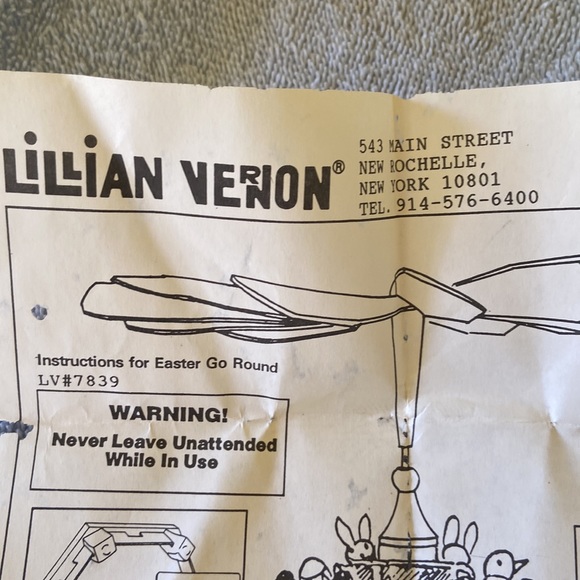 LiLLiAN VERNON®
543 MAIN STREET
NEW ROCHELLE,
NEW YORK 10801
TEL. 914-576-6400
Instructions for Easter Go Round
LV#7839
WARNING!
Never Leave Unattended
While In Use